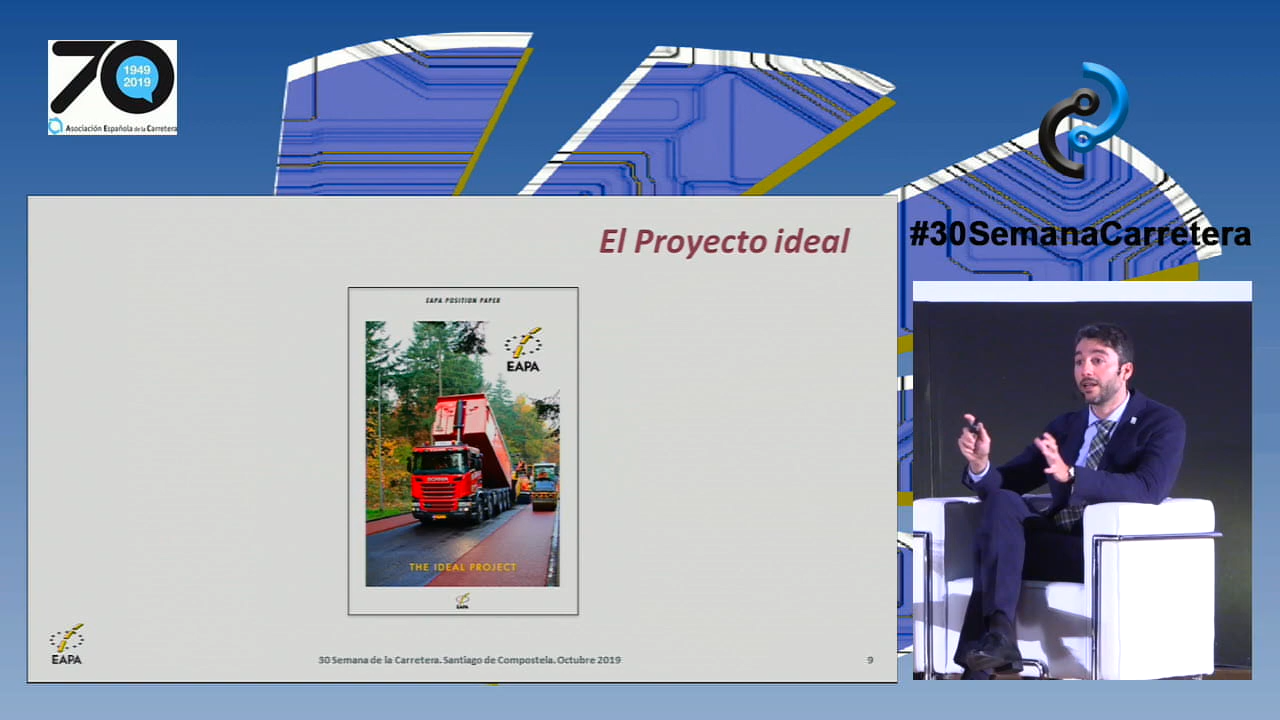 70
1949
2019
Asociación Española de la Carretera
El Proyecto ideal
#30SemanaCarretera
EAPA POSITION PAPER
EAPA
SCANIA
THE IDEAL PROJECT
EAPA
EAPA
30 Semana de la Carretera. Santiago de Compostela. Octubre 2019
9